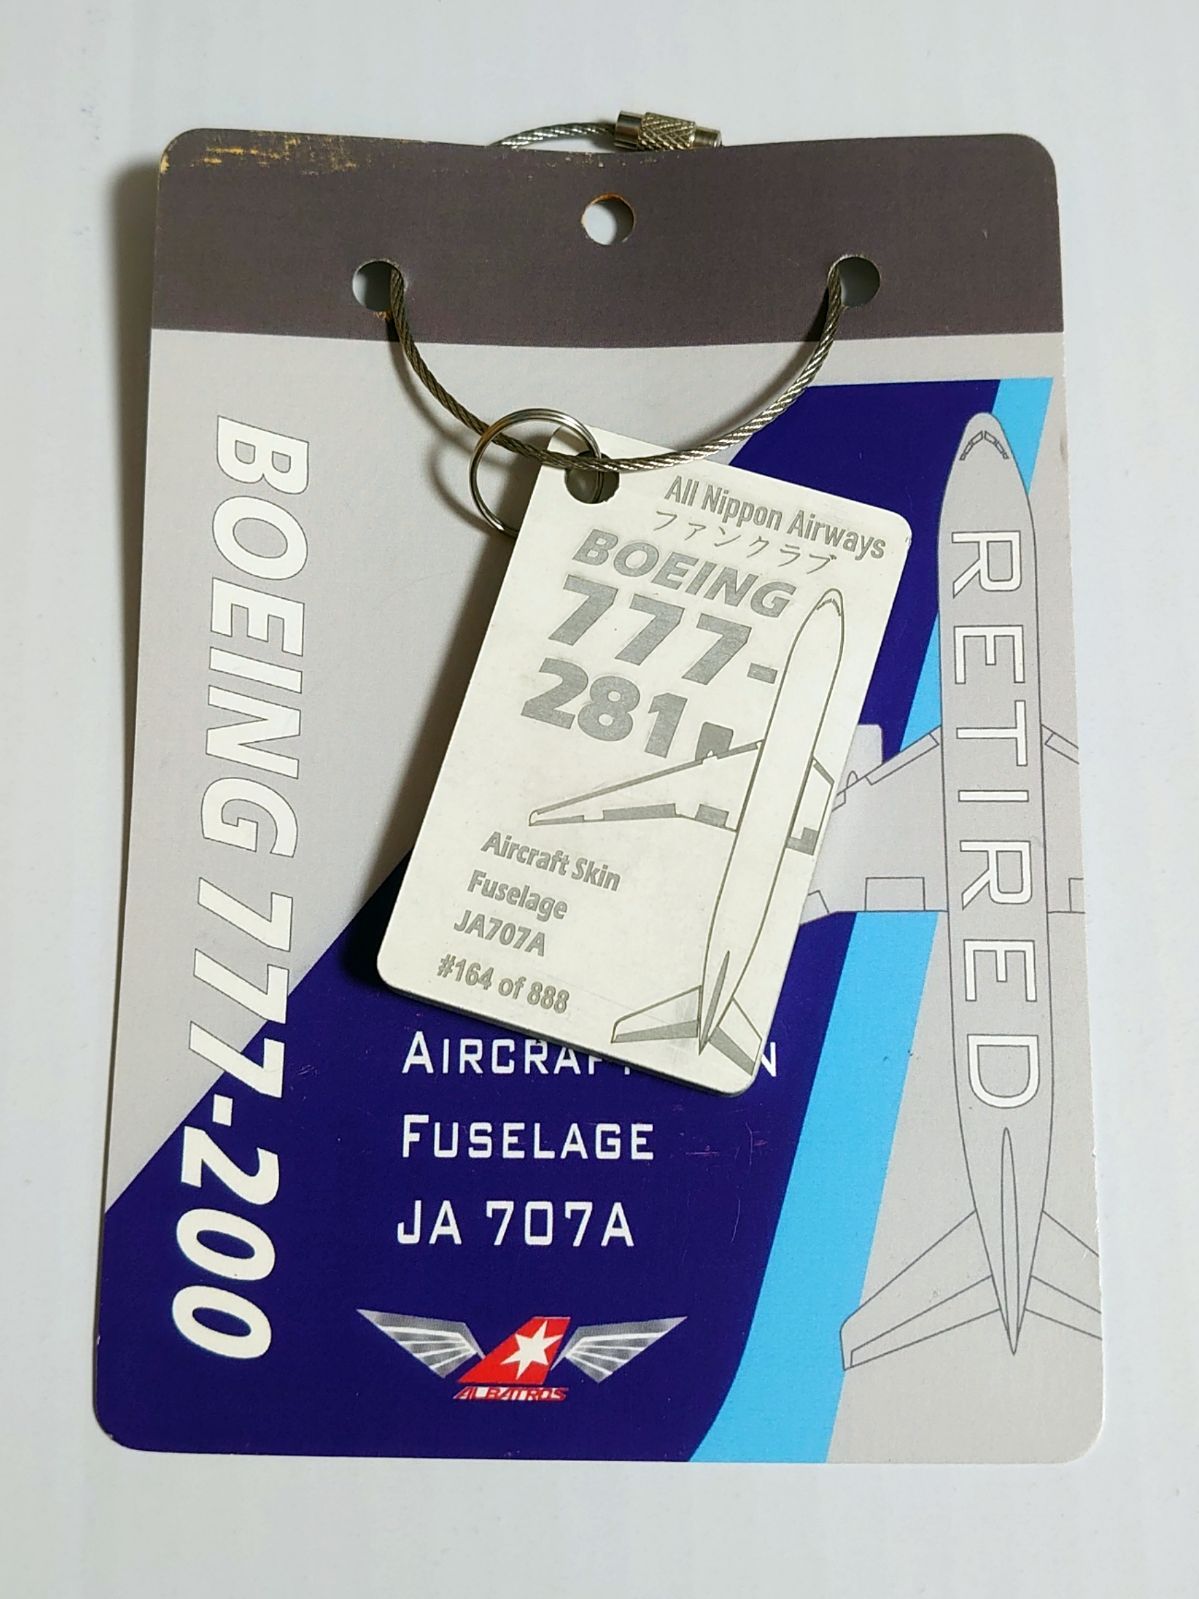 BOEING 777-200
All Nippon Airways
ファンクラブ
BOEING
777-
281
Aircraft Skin
Fuselage
JA707A
#164 of 888
RETIRED
AIRCRAF
FUSELAGE
JA 707A
ALBATROS